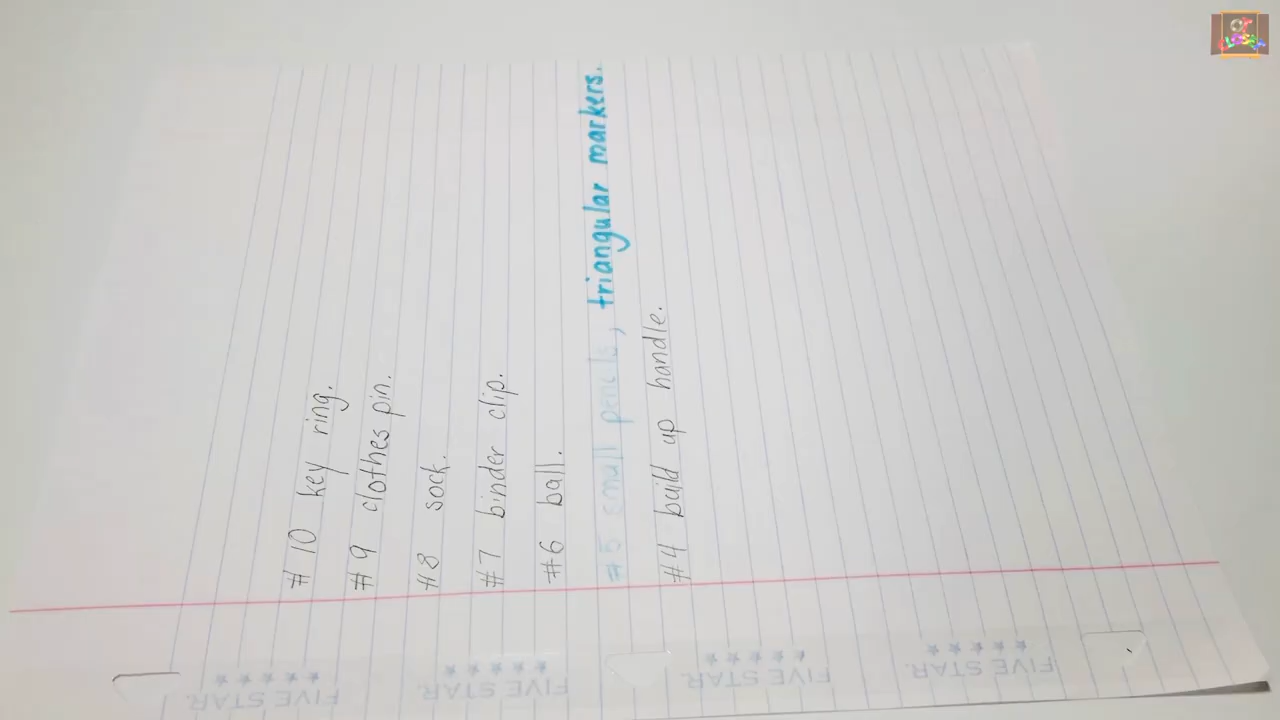 #10 key ring.
#9 clothes pin.
#8 sock.
#7 binder clip.
#6 ball.
#5 small pencils, triangular markers.
#4 build up handle.
FIVE STAR.
FIVE STAR.
FIVE STAR.
FIVE STAR.